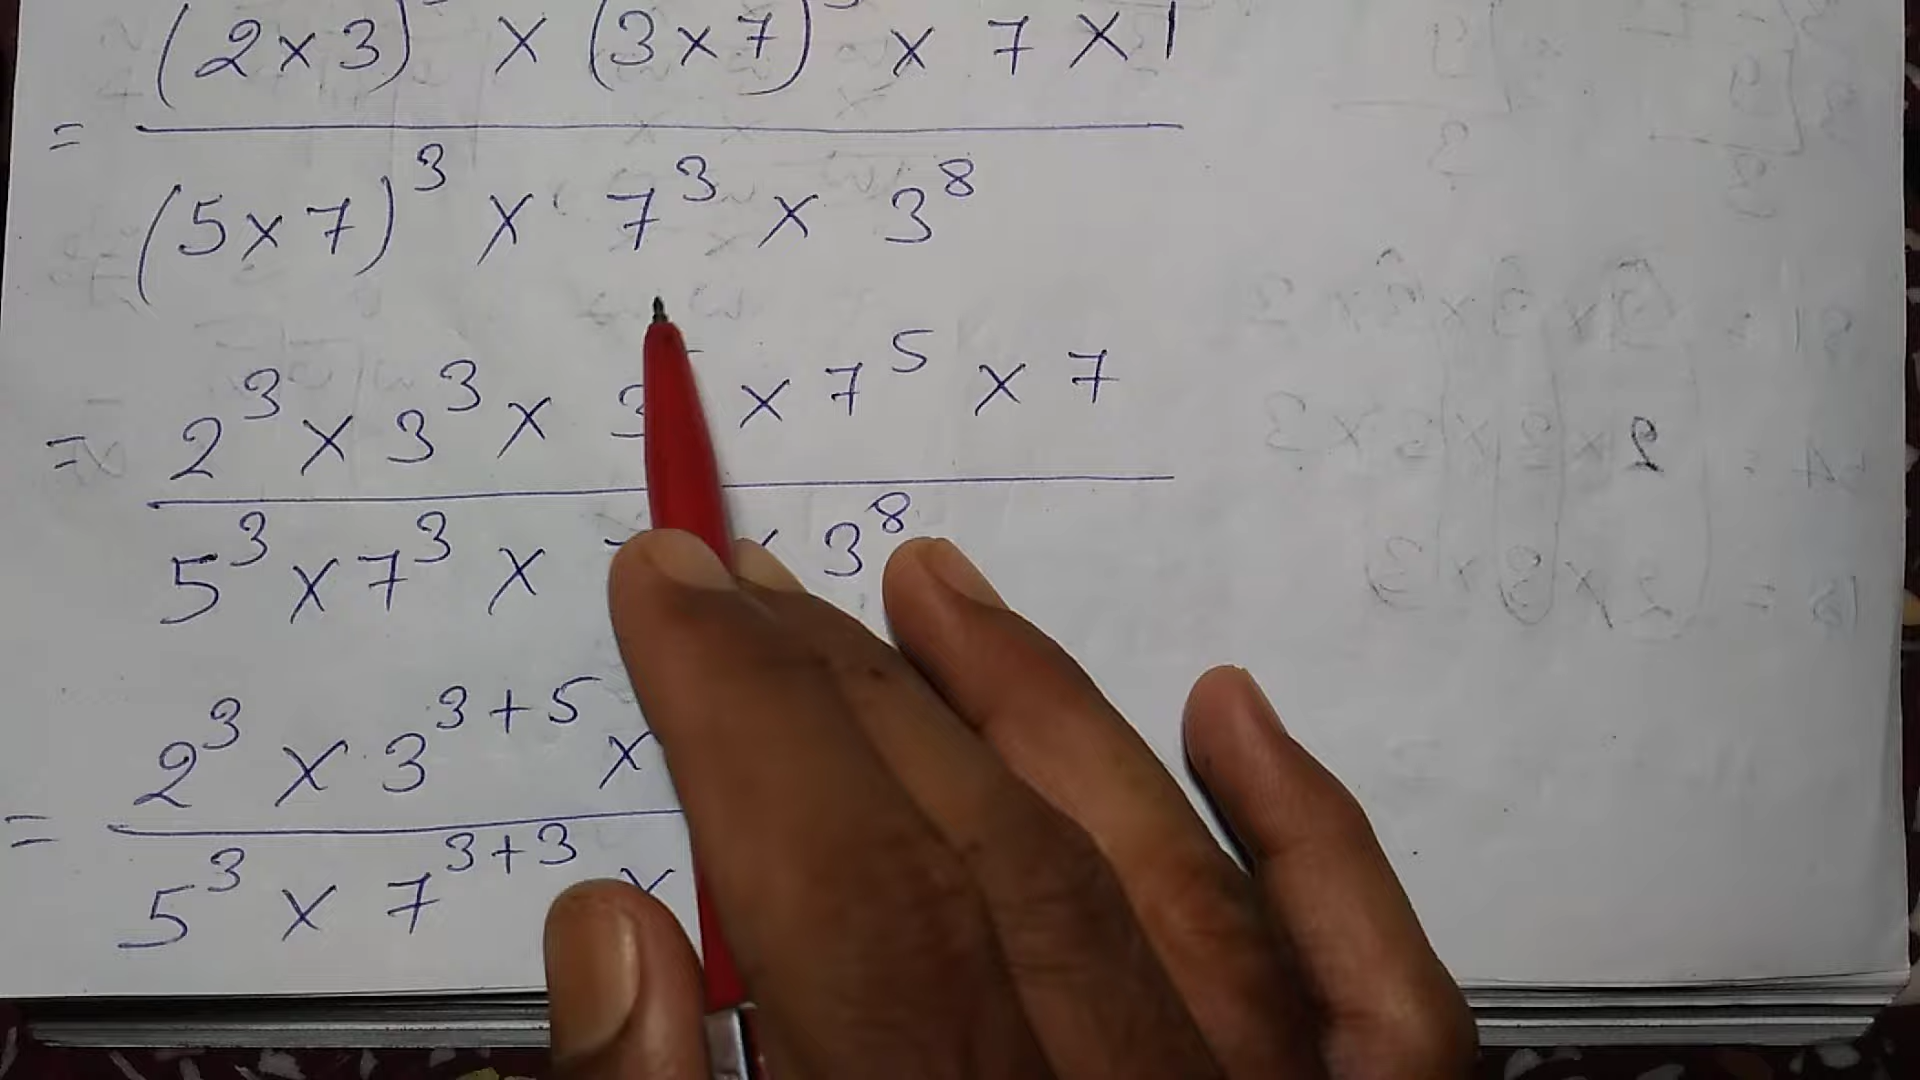 (2×3) × (3×7) × 7 × 1
=
(5×7)³ × 7³ × 3⁸
= 2³ × 3³ × 3 × 7⁵ × 7
5³ × 7³ × 3⁸
2³ × 3³⁺⁵ ×
=
5³ × 7³⁺³ ×